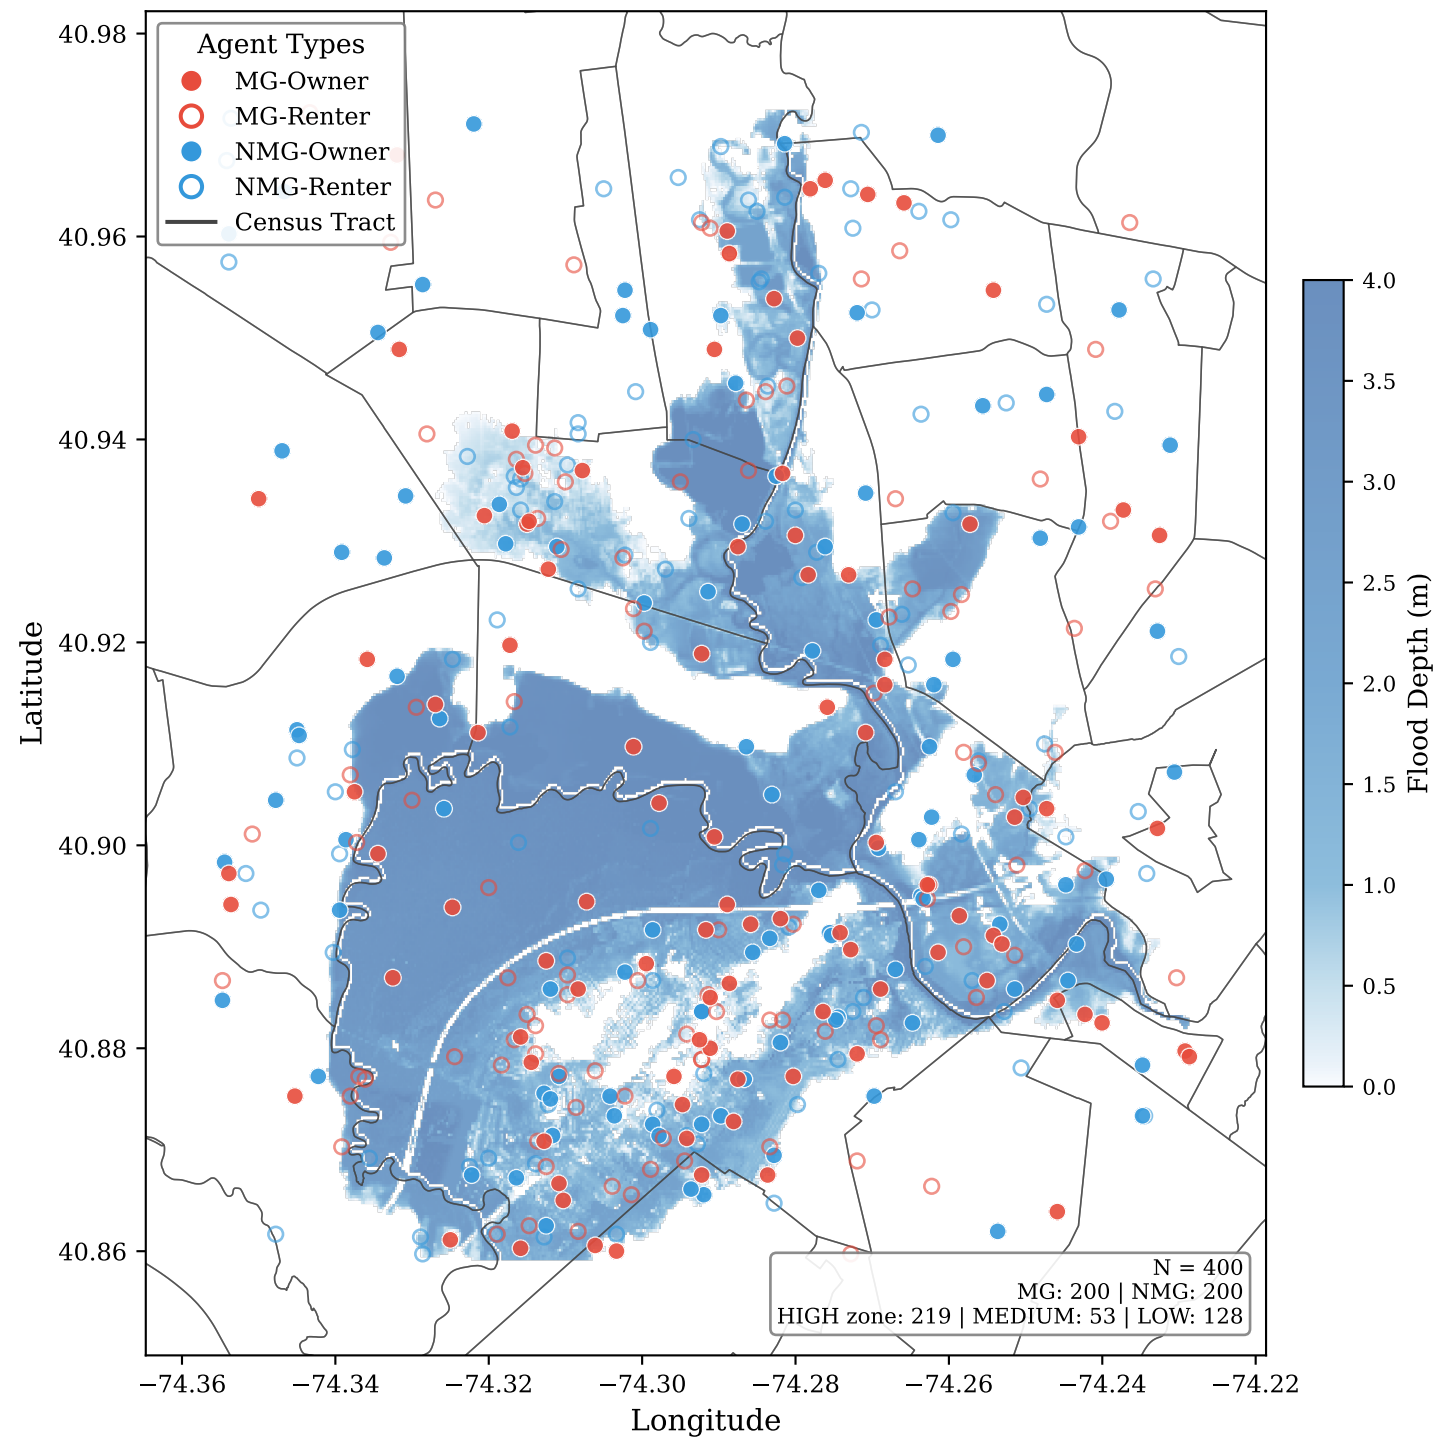 Agent Types
MG-Owner
MG-Renter
NMG-Owner
NMG-Renter
Census Tract
40.98
40.96
40.94
40.92
40.90
40.88
40.86
Latitude
−74.36
−74.34
−74.32
−74.30
−74.28
−74.26
−74.24
−74.22
Longitude
N = 400
MG: 200 | NMG: 200
HIGH zone: 219 | MEDIUM: 53 | LOW: 128
4.0
3.5
3.0
2.5
2.0
1.5
1.0
0.5
0.0
Flood Depth (m)